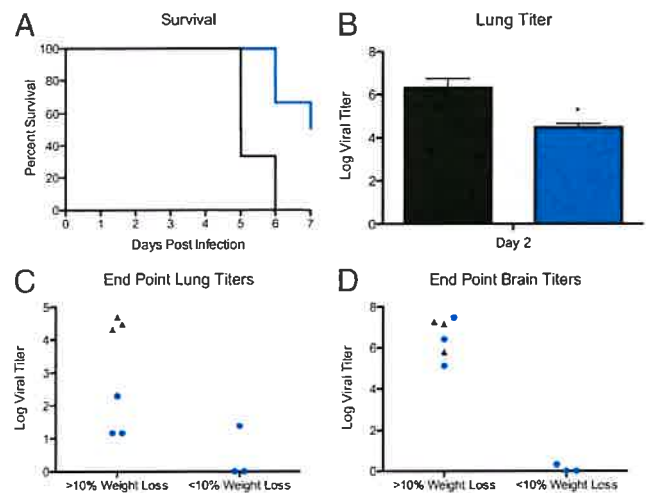 A
Survival
Percent Survival
100
80
60
40
20
0
0 1 2 3 4 5 6 7
Days Post Infection
B
Lung Titer
Log Viral Titer
8
6
4
2
0
*
Day 2
C
End Point Lung Titers
Log Viral Titer
5
4
3
2
1
0
>10% Weight Loss <10% Weight Loss
D
End Point Brain Titers
Log Viral Titer
8
6
4
2
0
>10% Weight Loss <10% Weight Loss